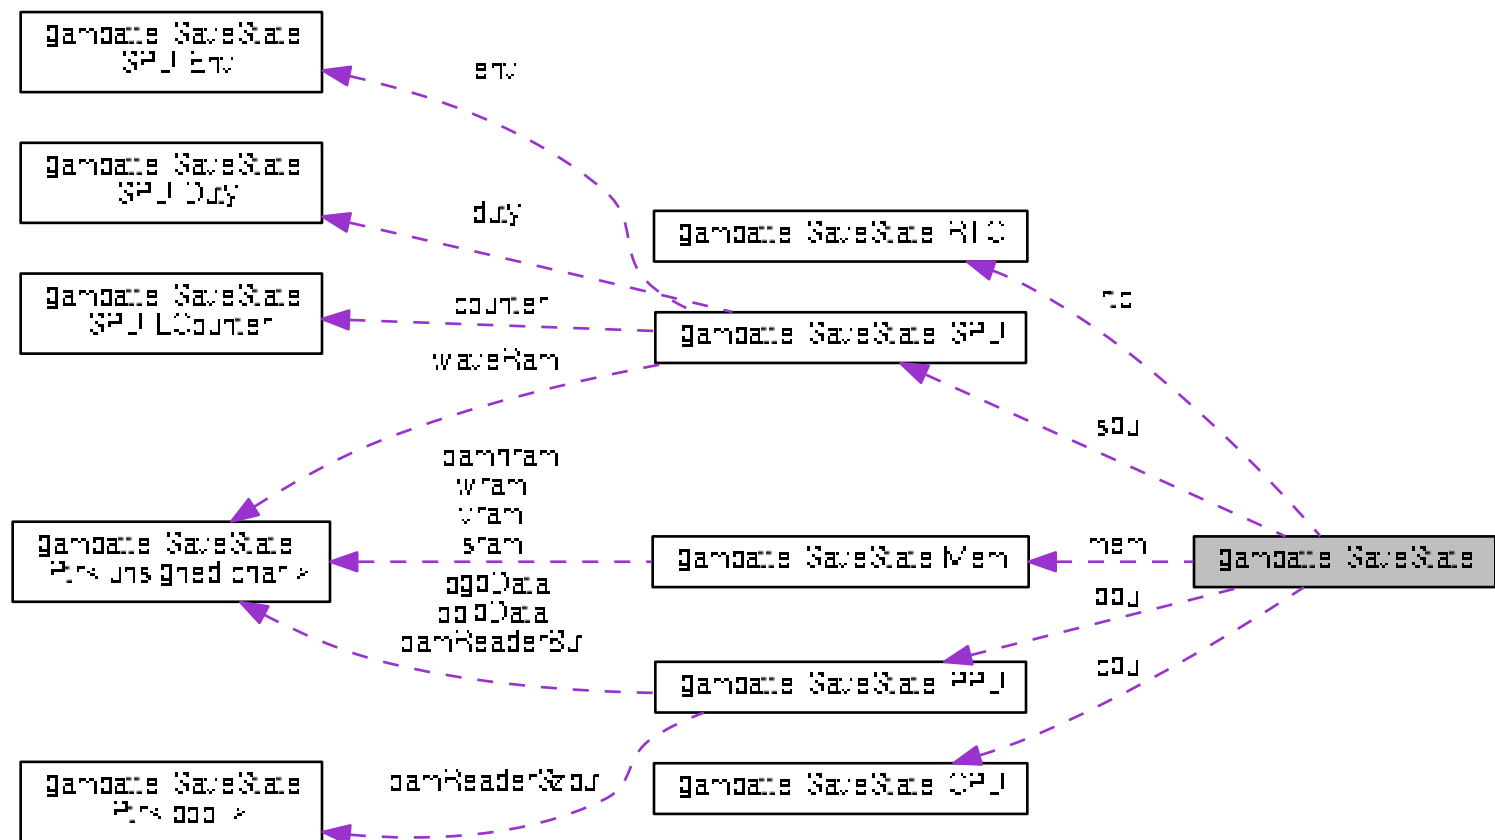 gambatte SaveState
SPU Env
env
gambatte SaveState
SPU Duty
duty
gambatte SaveState RTC
rtc
gambatte SaveState
SPU LCounter
counter
gambatte SaveState SPU
waveRam
spu
wram
vram
sram
gambatte SaveState
Ptr< unsigned char >
gambatte SaveState Mem
mem
gambatte SaveState
bgpData
objpData
oamReaderBuf
ppu
gambatte SaveState PPU
cpu
oamReaderSzbuf
gambatte SaveState CPU
gambatte SaveState
Ptr< bool >